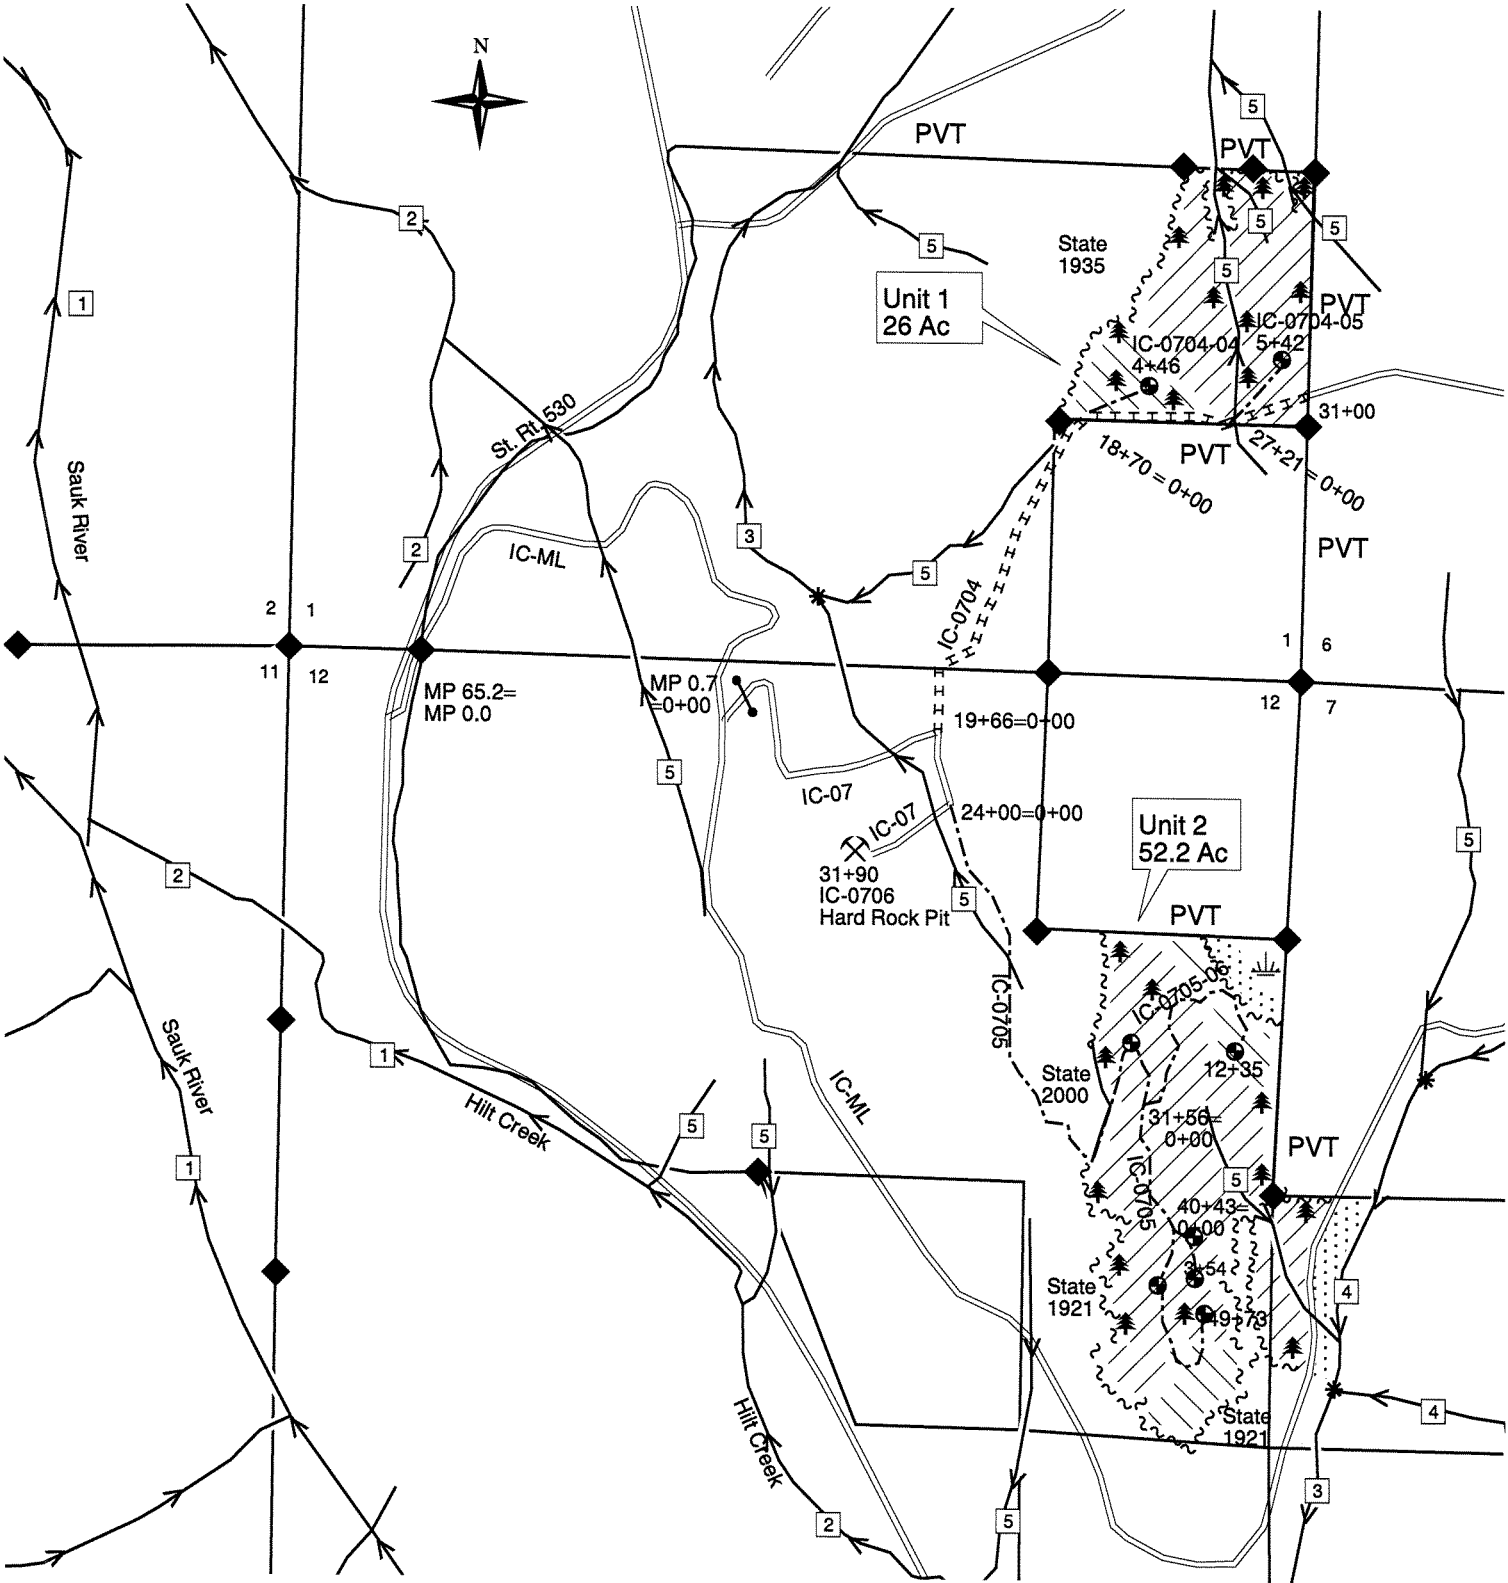 N
PVT
5
PVT
2
5
5
5
State
1935
5
1
Unit 1
26 Ac
PVT
IC-0704-05
5+42
IC-0704-04
4+46
St. Rt. 530
31+00
18+70 = 0+00
PVT
27+21 = 0+00
Sauk River
3
2
IC-ML
PVT
5
IC-0704
2
1
1
6
11
12
12
7
MP 65.2=
MP 0.0
MP 0.7
=0+00
19+66=0+00
5
IC-07
IC-07
24+00=0+00
Unit 2
52.2 Ac
5
2
31+90
IC-0706
Hard Rock Pit
5
PVT
IC-0705-06
IC-0705
Sauk River
1
12+35
State
2000
IC-ML
Hilt Creek
5
5
31+56=
0+00
PVT
1
IC-0705
5
40+43=
0+00
3+54
State
1921
4
49+73
Hilt Creek
State
1921
4
3
2
5